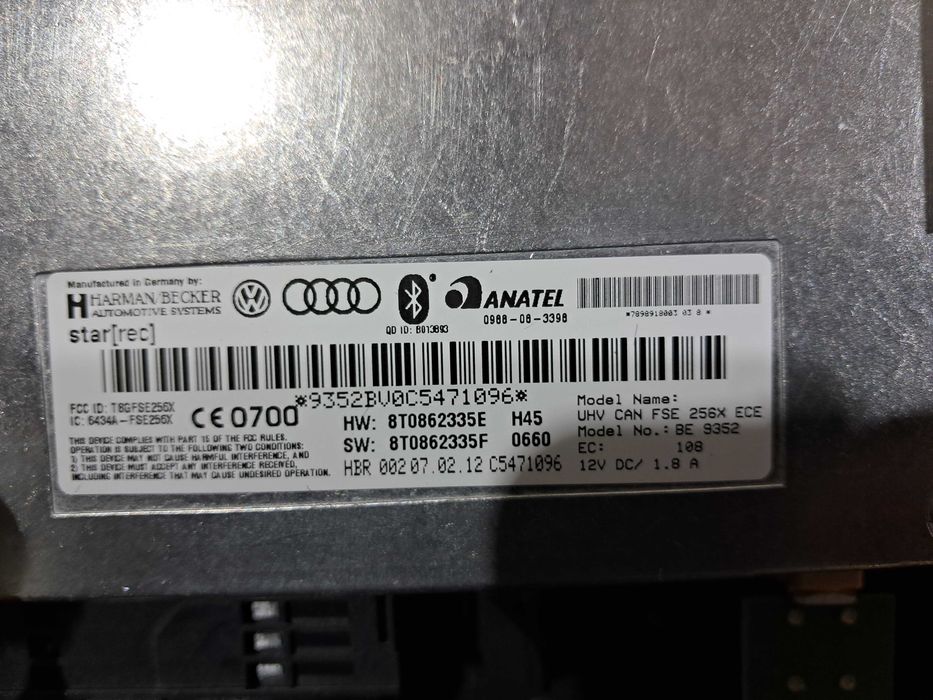 Manufactured in Germany by:
HARMAN/BECKER
AUTOMOTIVE SYSTEMS
star[rec]
QD ID: B013893
ANATEL
0988-08-3398
*7898918003 03 8 *
*9352BV0C5471096*
FCC ID: T8GFSE256X
IC: 6434A-FSE256X
CE 0700
THIS DEVICE COMPLIES WITH PART 15 OF THE FCC RULES.
OPERATION IS SUBJECT TO THE FOLLOWING TWO CONDITIONS:
1) THIS DEVICE MAY NOT CAUSE HARMFUL INTERFERENCE, AND
2) THIS DEVICE MUST ACCEPT ANY INTERFERENCE RECEIVED,
INCLUDING INTERFERENCE THAT MAY CAUSE UNDESIRED OPERATION.
HW: 8T0862335E H45
SW: 8T0862335F 0660
HBR 002 07.02.12 C5471096
Model Name:
UHV CAN FSE 256X ECE
Model No.: BE 9352
EC: 108
12V DC/ 1.8 A